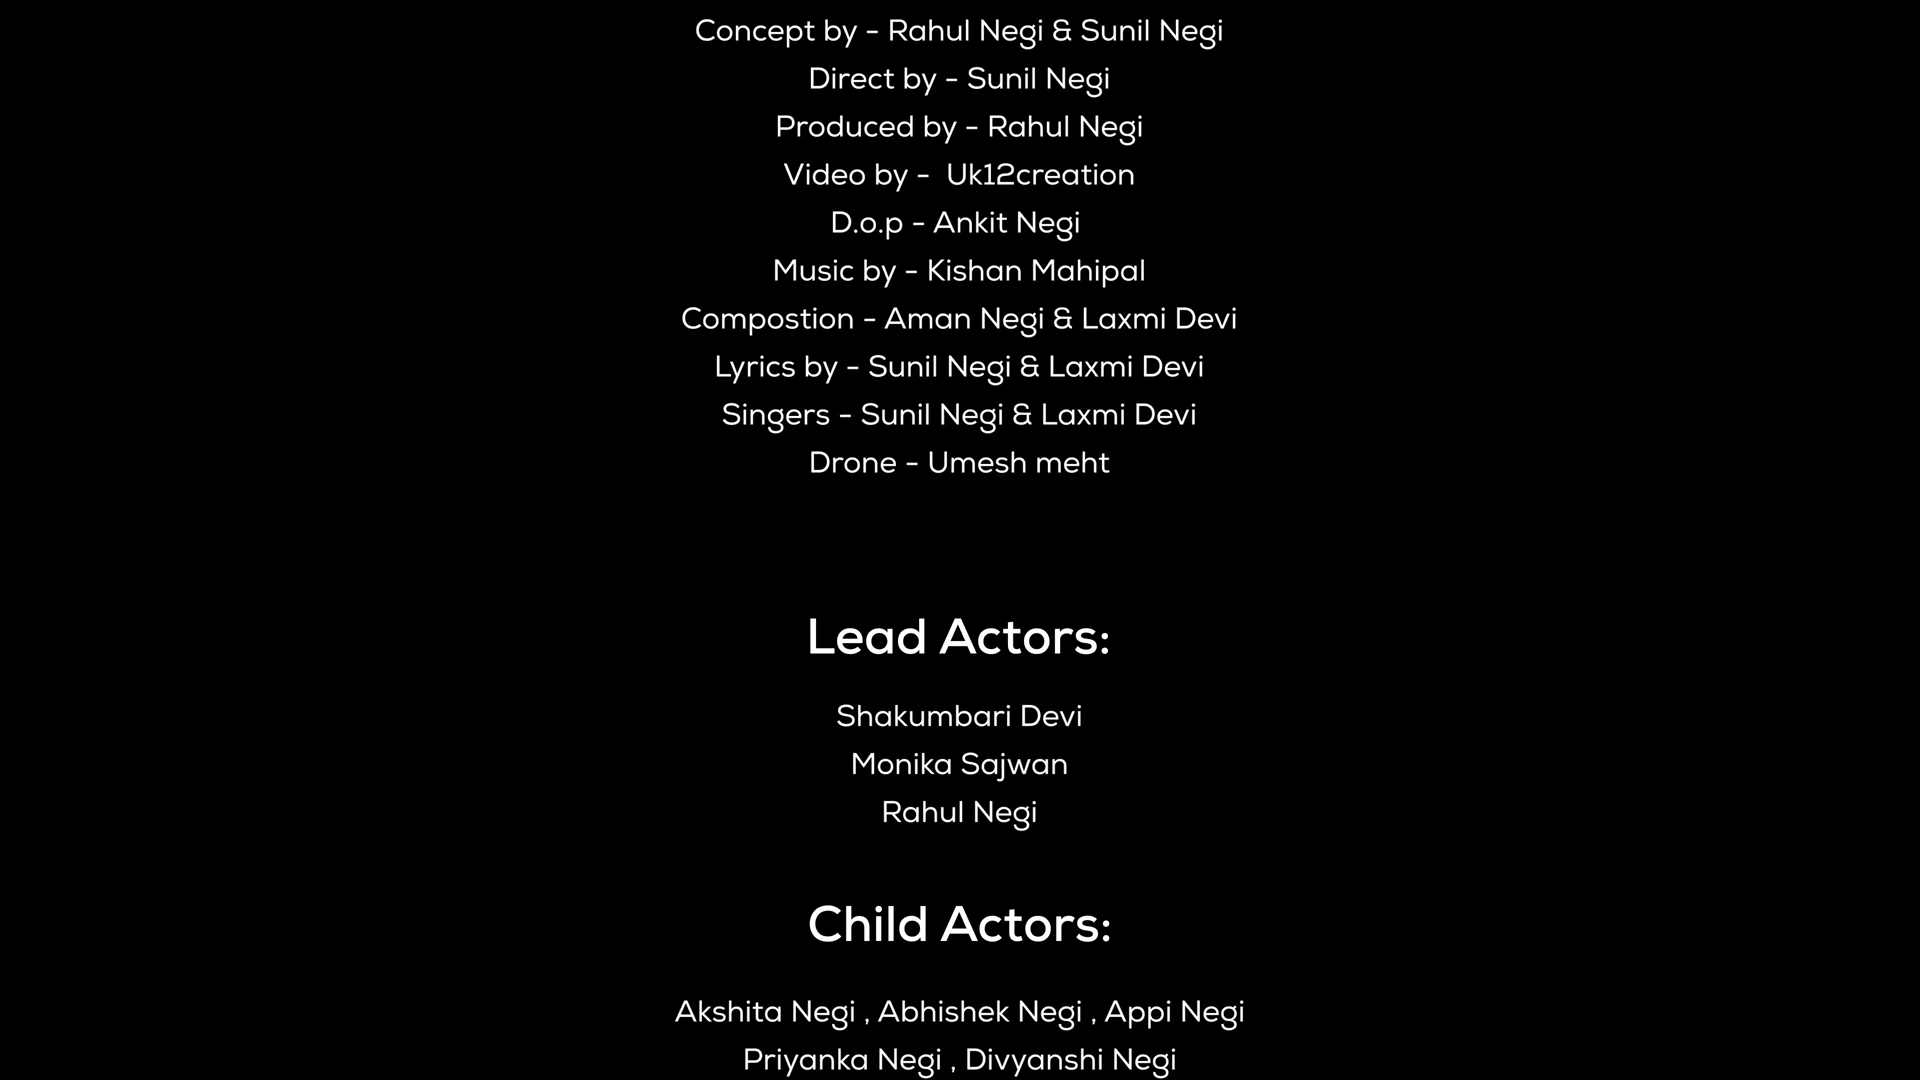 Concept by - Rahul Negi & Sunil Negi
Direct by - Sunil Negi
Produced by - Rahul Negi
Video by -  Uk12creation
D.o.p - Ankit Negi
Music by - Kishan Mahipal
Compostion - Aman Negi & Laxmi Devi
Lyrics by - Sunil Negi & Laxmi Devi
Singers - Sunil Negi & Laxmi Devi
Drone - Umesh meht
Lead Actors:
Shakumbari Devi
Monika Sajwan
Rahul Negi
Child Actors:
Akshita Negi , Abhishek Negi , Appi Negi
Priyanka Negi , Divyanshi Negi